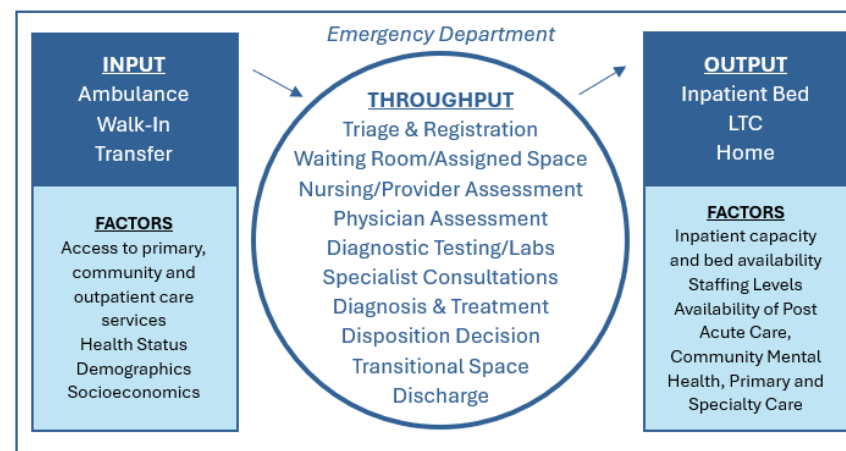 Emergency Department
INPUT
Ambulance
Walk-In
Transfer
FACTORS
Access to primary,
community and
outpatient care
services
Health Status
Demographics
Socioeconomics
THROUGHPUT
Triage & Registration
Waiting Room/Assigned Space
Nursing/Provider Assessment
Physician Assessment
Diagnostic Testing/Labs
Specialist Consultations
Diagnosis & Treatment
Disposition Decision
Transitional Space
Discharge
OUTPUT
Inpatient Bed
LTC
Home
FACTORS
Inpatient capacity
and bed availability
Staffing Levels
Availability of Post
Acute Care,
Community Mental
Health, Primary and
Specialty Care